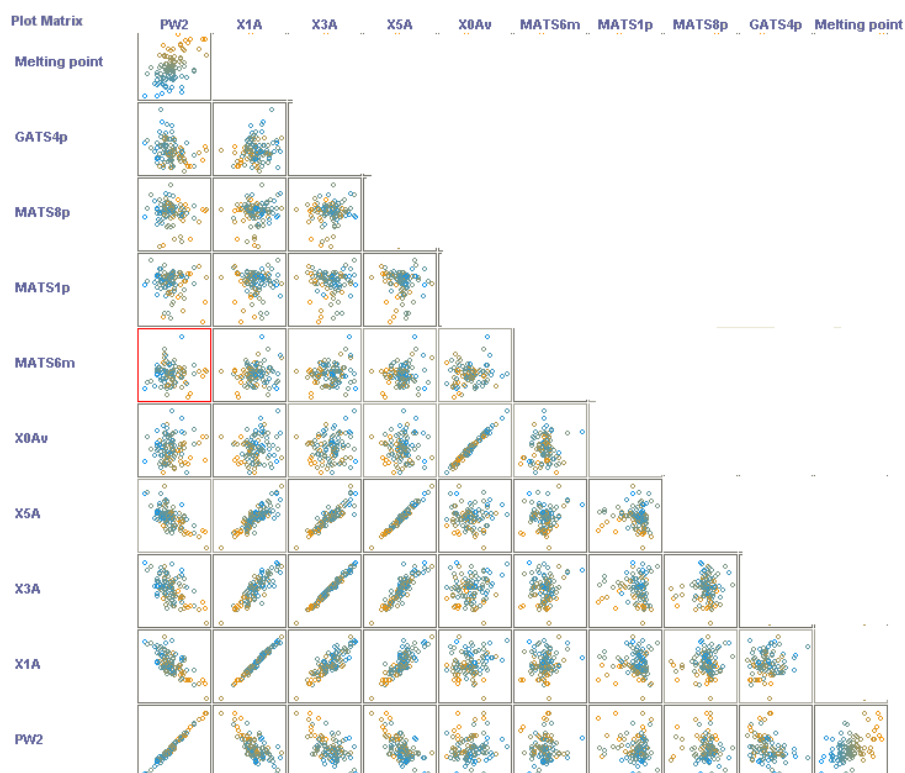 Plot Matrix
PW2 X1A X3A X5A X0Av MATS6m MATS1p MATS8p GATS4p Melting point
Melting point
GATS4p
MATS8p
MATS1p
MATS6m
X0Av
X5A
X3A
X1A
PW2